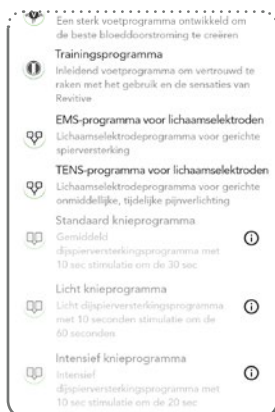 Een sterk voetprogramma ontwikkeld om
de beste bloeddoorstroming te creëren
Trainingsprogramma
Inleidend voetprogramma om vertrouwd te
raken met het gebruik en de sensaties van
Revitive
EMS-programma voor lichaamselektroden
Lichaamselektrodeprogramma voor gerichte
spierversterking
TENS-programma voor lichaamselektroden
Lichaamselektrodeprogramma voor gerichte
onmiddellijke, tijdelijke pijnverlichting
Standaard knieprogramma
Gemiddeld
dijspierversterkingsprogramma met
10 sec stimulatie om de 30 sec
Licht knieprogramma
Licht dijspierversterkingsprogramma
met 10 seconden stimulatie om de
60 seconden
Intensief knieprogramma
Intensief
dijspierversterkingsprogramma met
10 sec stimulatie om de 20 sec